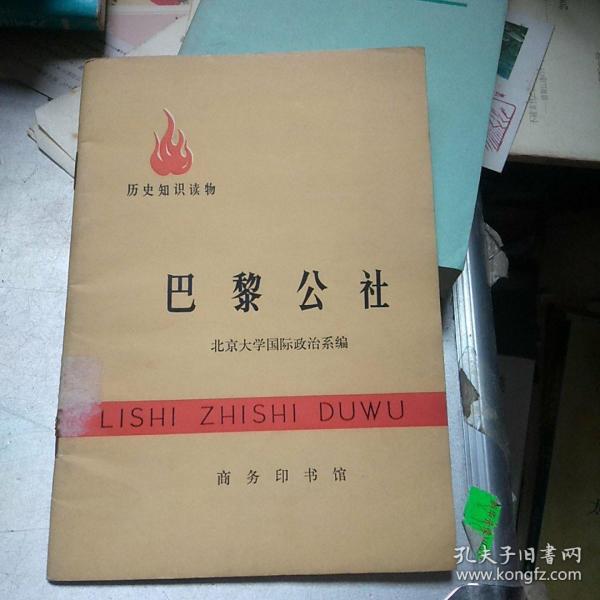 历史知识读物
巴黎公社
北京大学国际政治系编
LISHI ZHISHI DUWU
商务印书馆
孔夫子旧书网
www.kongfz.com